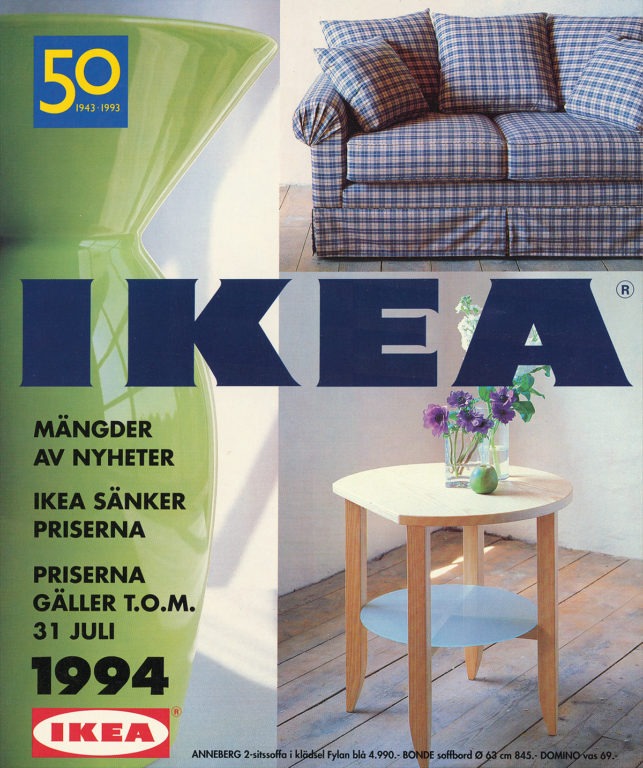 50
1943-1993
IKEA®
MÄNGDER
AV NYHETER
IKEA SÄNKER
PRISERNA
PRISERNA
GÄLLER T.O.M.
31 JULI
1994
IKEA®
ANNEBERG 2-sitssoffa i klädsel Fylan blå 4.990.- BONDE soffbord Ø 63 cm 845.- DOMINO vas 69.-